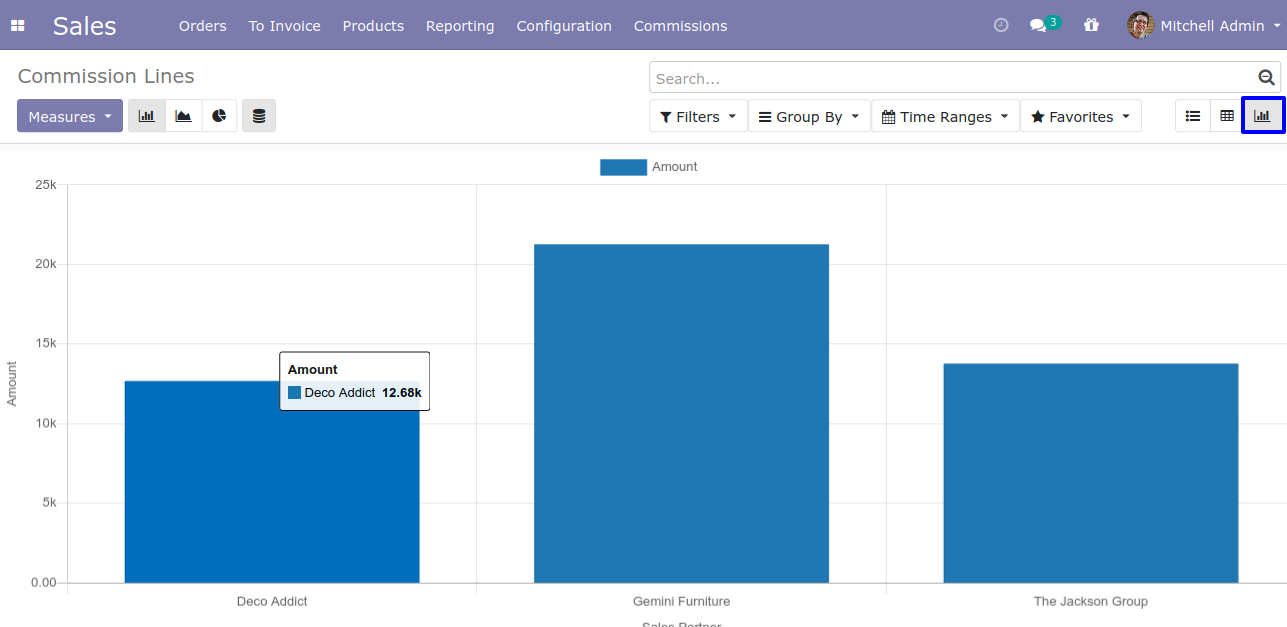 Sales Orders To Invoice Products Reporting Configuration Commissions 3 Mitchell Admin
Commission Lines
Search...
Measures
Filters Group By Time Ranges Favorites
Amount
25k
20k
15k
10k
5k
0.00
Amount
Amount
Deco Addict 12.68k
Deco Addict Gemini Furniture The Jackson Group
Sales Partner